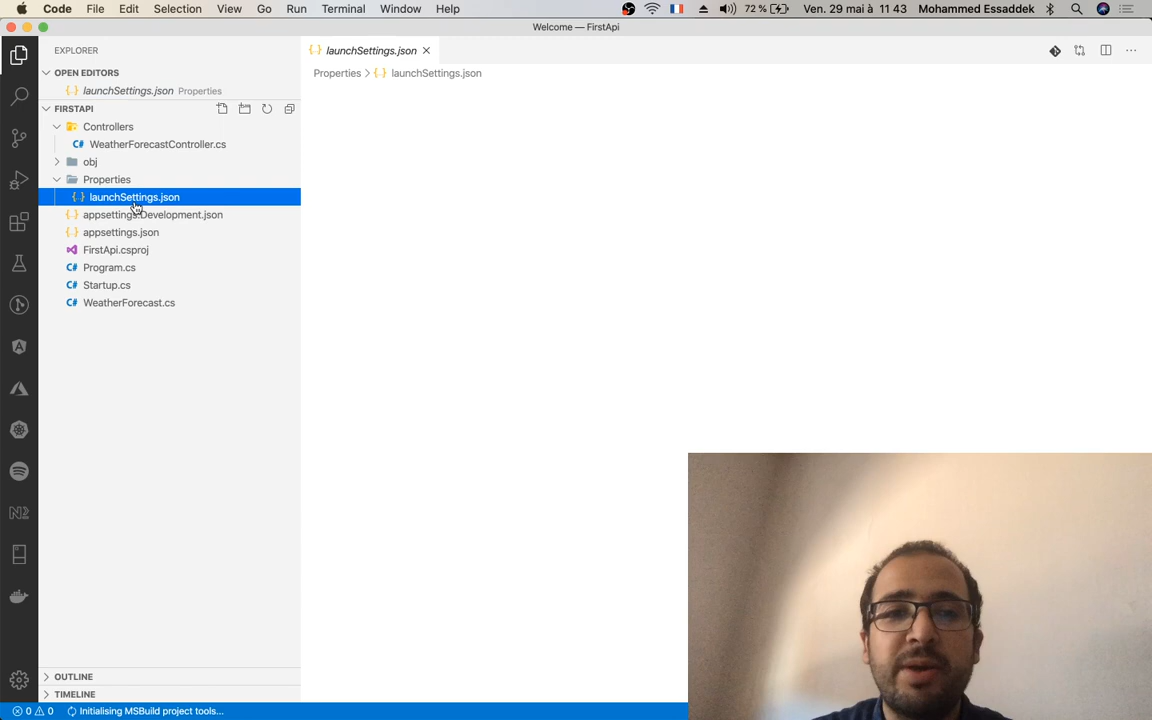 Code File Edit Selection View Go Run Terminal Window Help 72 % Ven. 29 mai à 11 43 Mohammed Essaddek
Welcome — FirstApi
EXPLORER
OPEN EDITORS
launchSettings.json Properties
FIRSTAPI
Controllers
C# WeatherForecastController.cs
obj
Properties
{..} launchSettings.json
{..} appsettings.Development.json
{..} appsettings.json
FirstApi.csproj
C# Program.cs
C# Startup.cs
C# WeatherForecast.cs
OUTLINE
TIMELINE
0 0 Initialising MSBuild project tools...
{..} launchSettings.json
Properties > {..} launchSettings.json